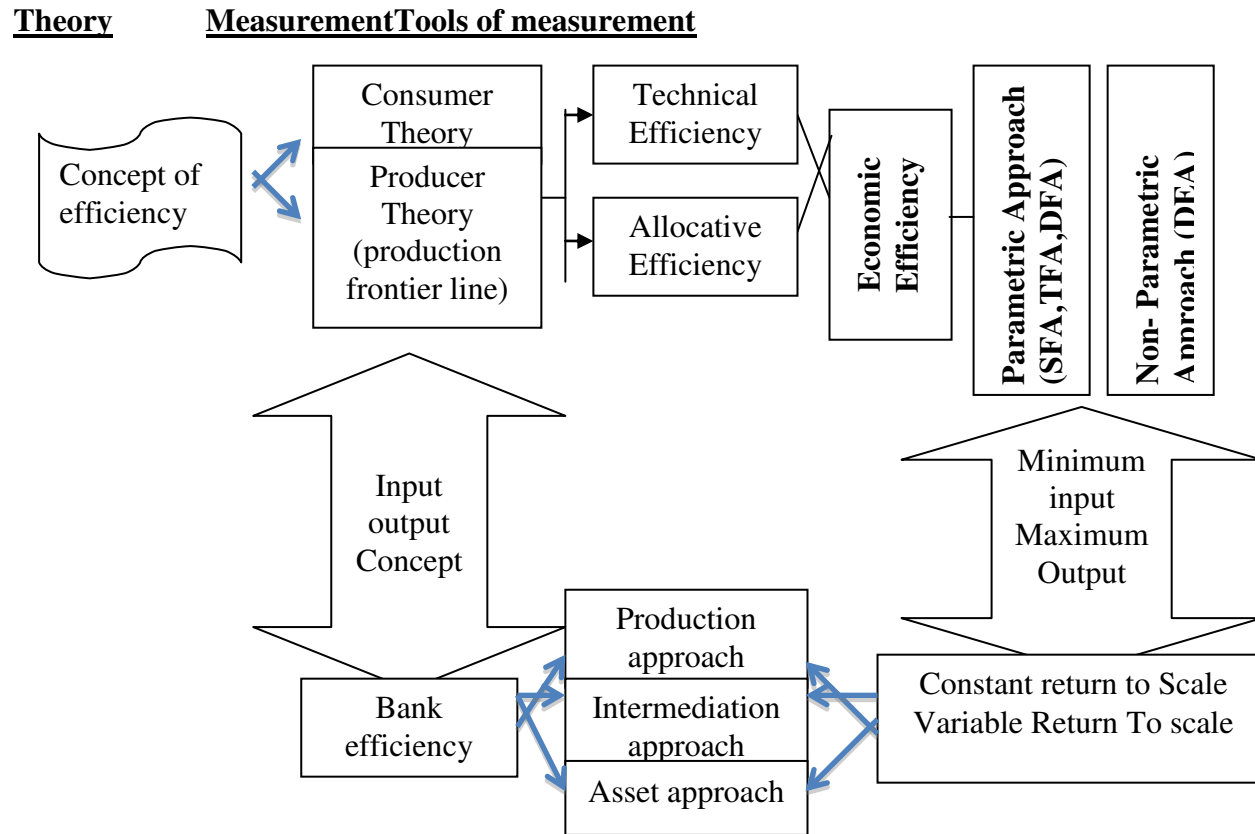 Theory MeasurementTools of measurement
Concept of
efficiency
Consumer
Theory
Producer
Theory
(production
frontier line)
Technical
Efficiency
Allocative
Efficiency
Economic
Efficiency
Parametric Approach
(SFA,TFA,DFA)
Non- Parametric
Approach (DEA)
Input
output
Concept
Minimum
input
Maximum
Output
Bank
efficiency
Production
approach
Intermediation
approach
Asset approach
Constant return to Scale
Variable Return To scale